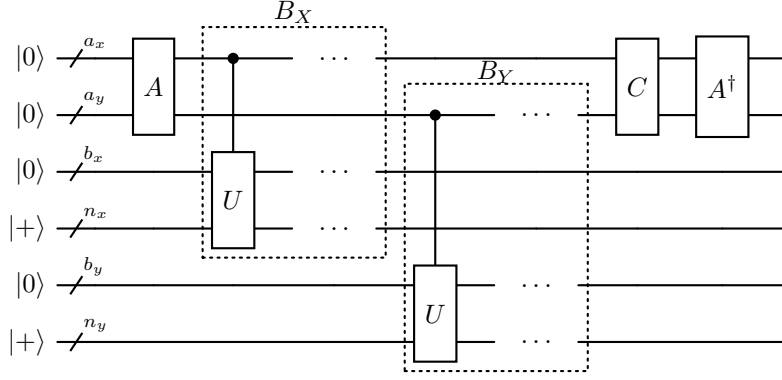 B_X
|0⟩ a_x A ··· C A†
B_Y
|0⟩ a_y ···
|0⟩ b_x U ···
|+⟩ n_x ···
|0⟩ b_y U ···
|+⟩ n_y ···